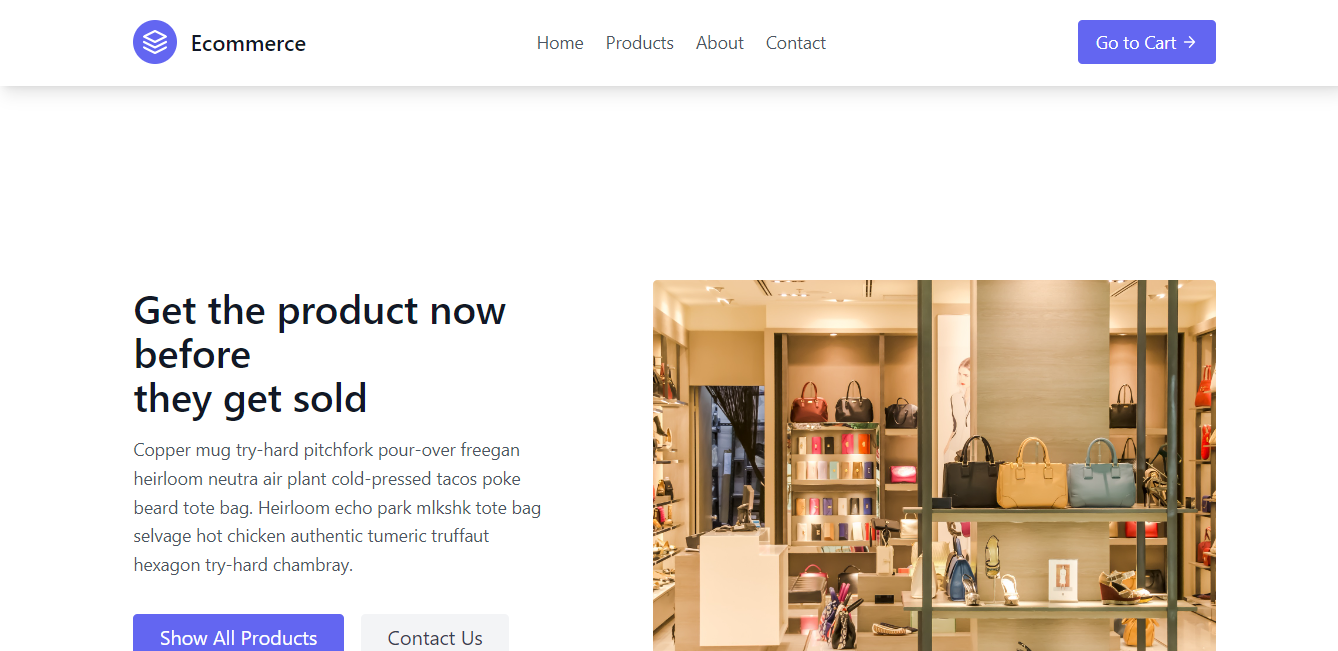 Ecommerce
Home Products About Contact
Go to Cart →
Get the product now
before
they get sold
Copper mug try-hard pitchfork pour-over freegan
heirloom neutra air plant cold-pressed tacos poke
beard tote bag. Heirloom echo park mlkshk tote bag
selvage hot chicken authentic tumeric truffaut
hexagon try-hard chambray.
Show All Products
Contact Us